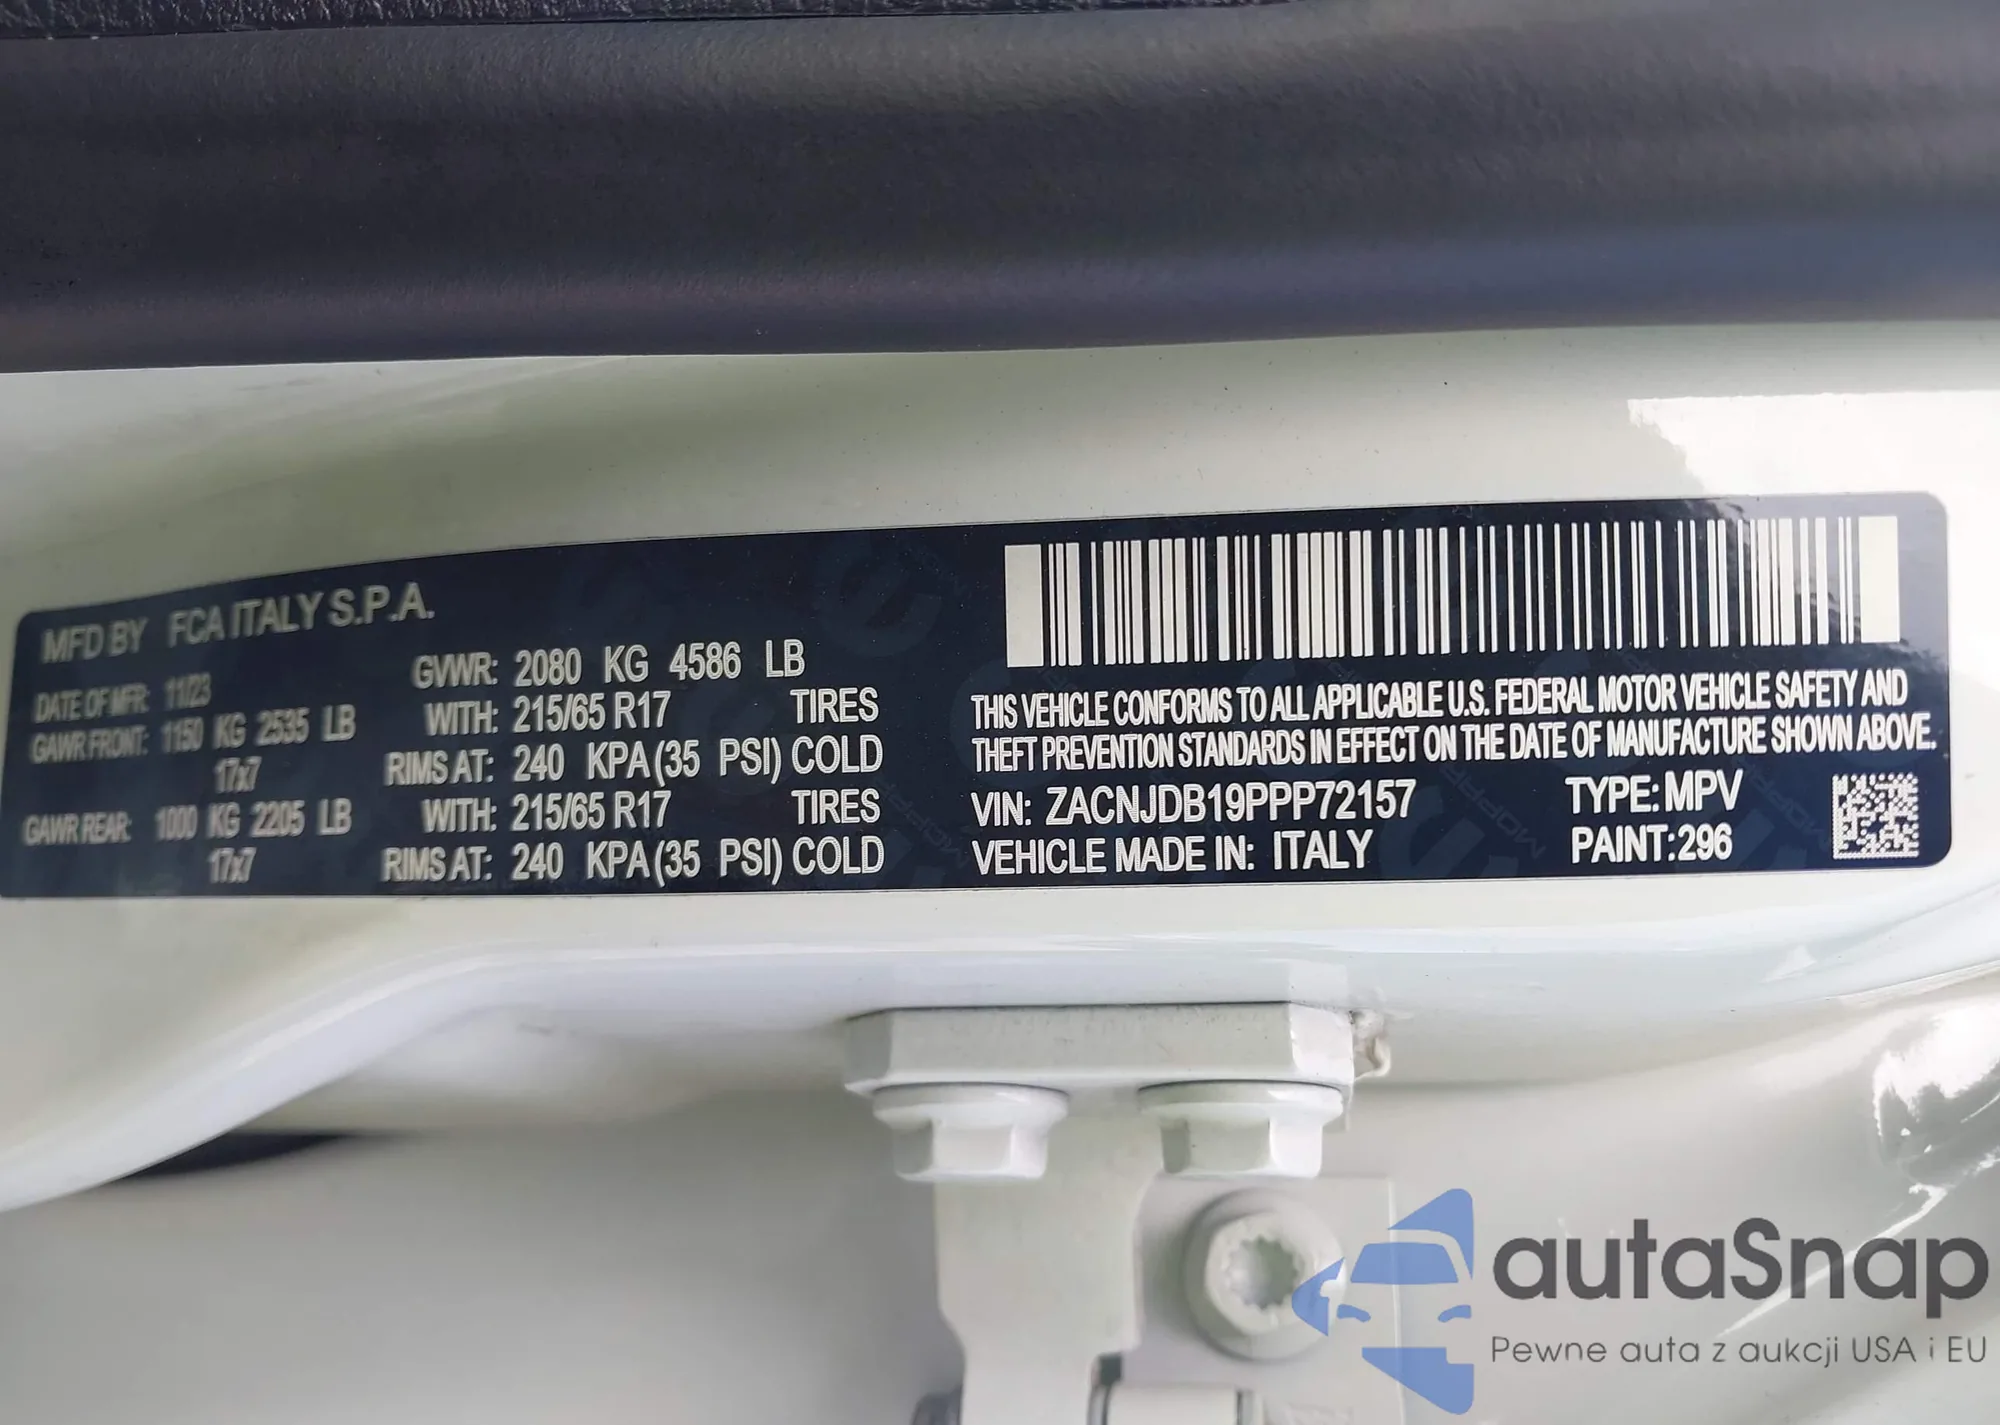 MFD BY FCA ITALY S.P.A.
DATE OF MFR: 11/23
GVWR: 2080 KG 4586 LB
GAWR FRONT: 1150 KG 2535 LB
WITH: 215/65 R17 TIRES
17x7
RIMS AT: 240 KPA (35 PSI) COLD
GAWR REAR: 1000 KG 2205 LB
WITH: 215/65 R17 TIRES
17x7
RIMS AT: 240 KPA (35 PSI) COLD
THIS VEHICLE CONFORMS TO ALL APPLICABLE U.S. FEDERAL MOTOR VEHICLE SAFETY AND
THEFT PREVENTION STANDARDS IN EFFECT ON THE DATE OF MANUFACTURE SHOWN ABOVE.
VIN: ZACNJDB19PPP72157 TYPE: MPV
VEHICLE MADE IN: ITALY PAINT: 296
autaSnap
Pewne auta z aukcji USA i EU